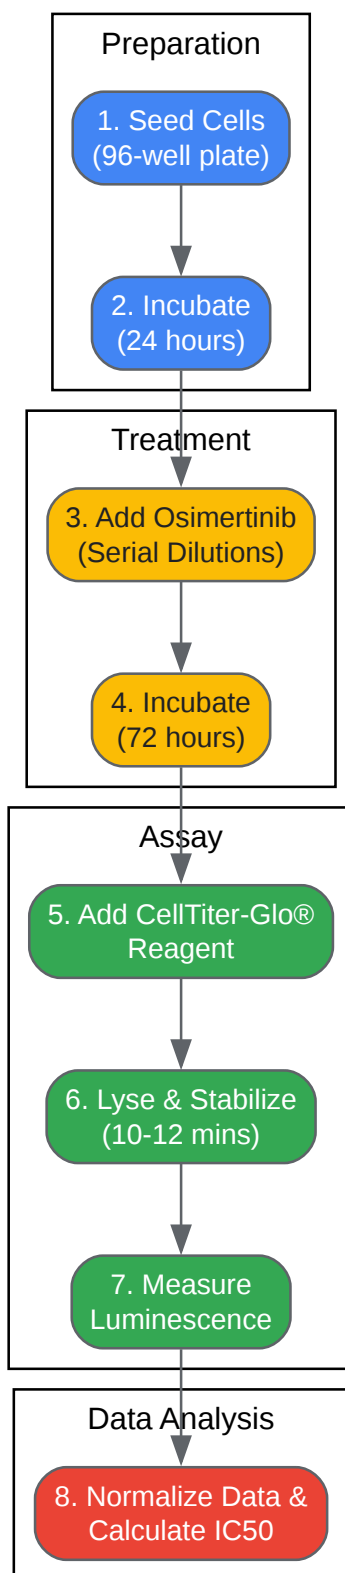 Preparation
1. Seed Cells
(96-well plate)
2. Incubate
(24 hours)
Treatment
3. Add Osimertinib
(Serial Dilutions)
4. Incubate
(72 hours)
Assay
5. Add CellTiter-Glo®
Reagent
6. Lyse & Stabilize
(10-12 mins)
7. Measure
Luminescence
Data Analysis
8. Normalize Data &
Calculate IC50